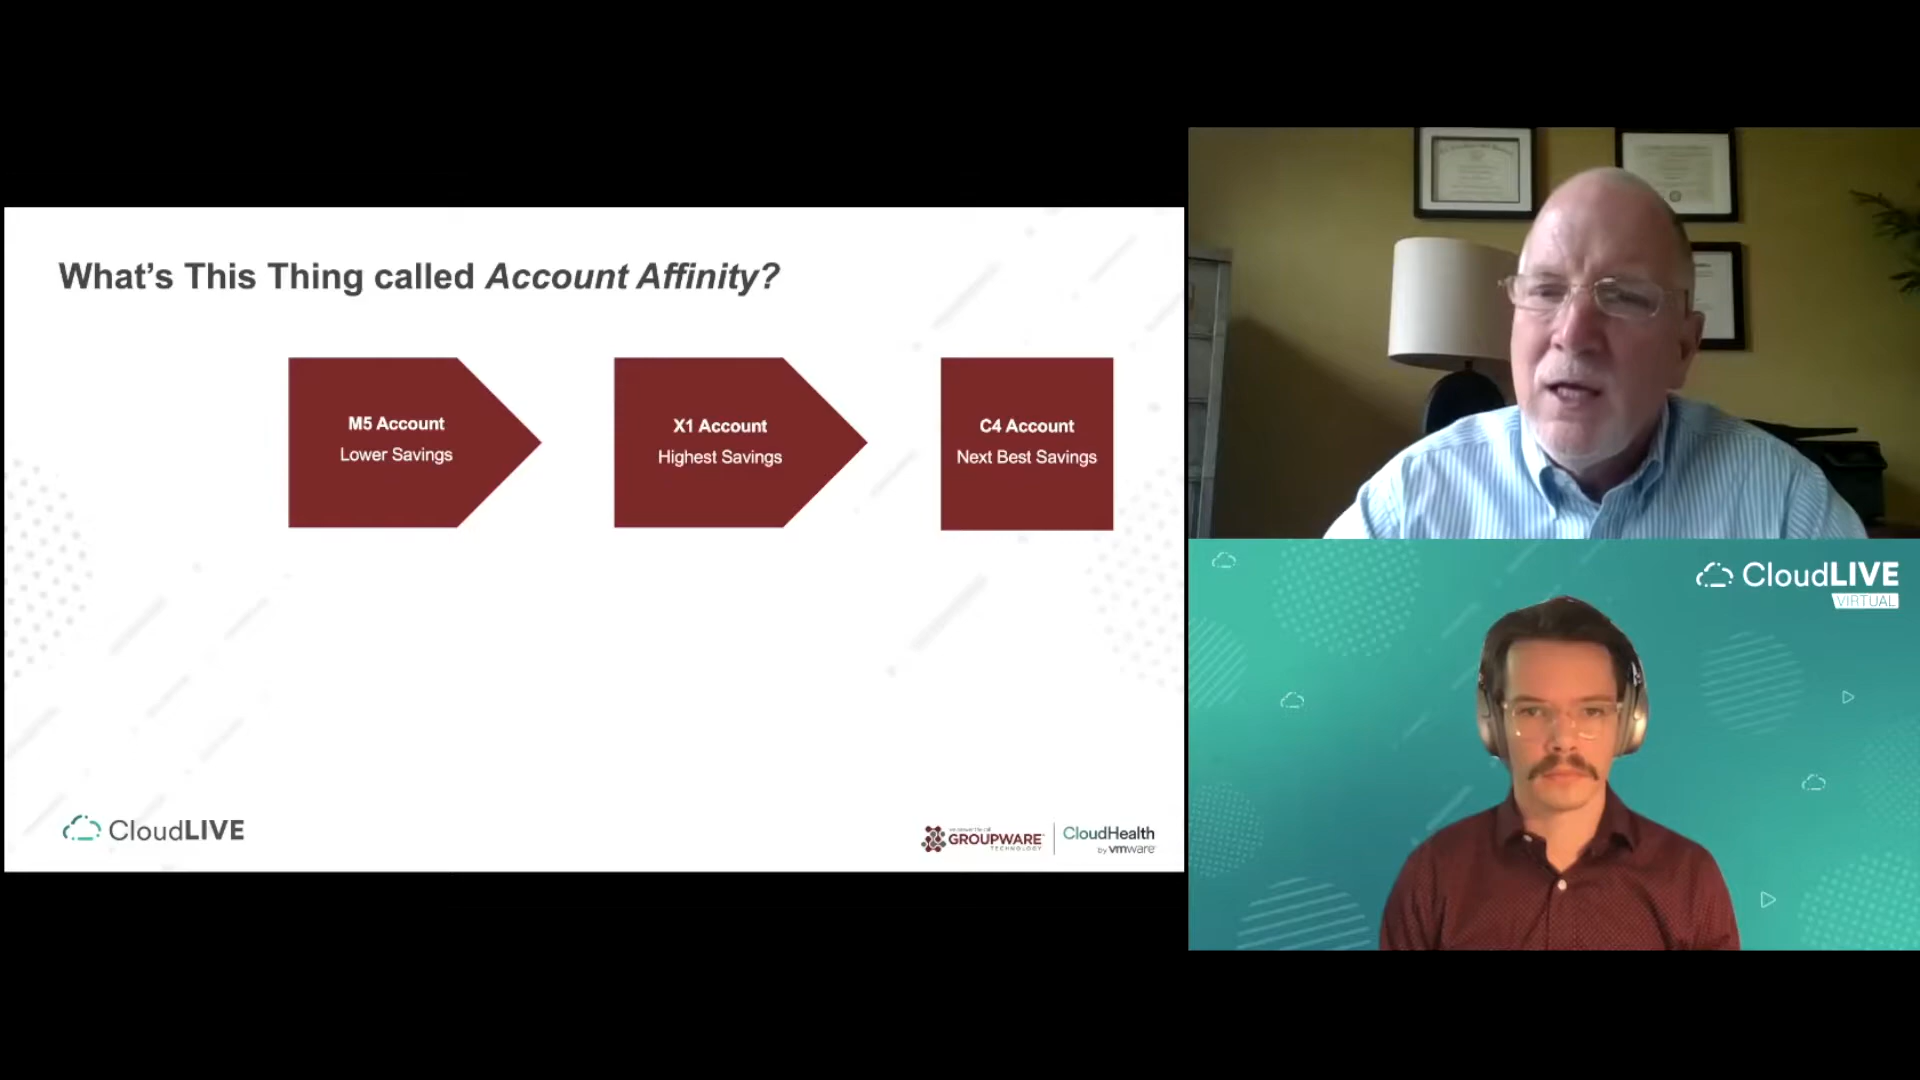 What's This Thing called Account Affinity?
M5 Account
Lower Savings
X1 Account
Highest Savings
C4 Account
Next Best Savings
CloudLIVE
GROUPWARE
TECHNOLOGY
CloudHealth
by vmware
CloudLIVE
VIRTUAL